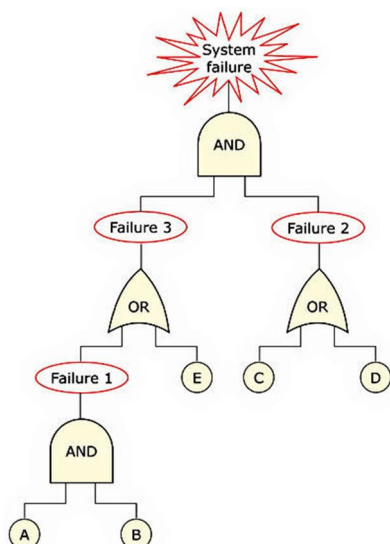 System
failure
AND
Failure 3
Failure 2
OR
OR
Failure 1
E
C
D
AND
A
B